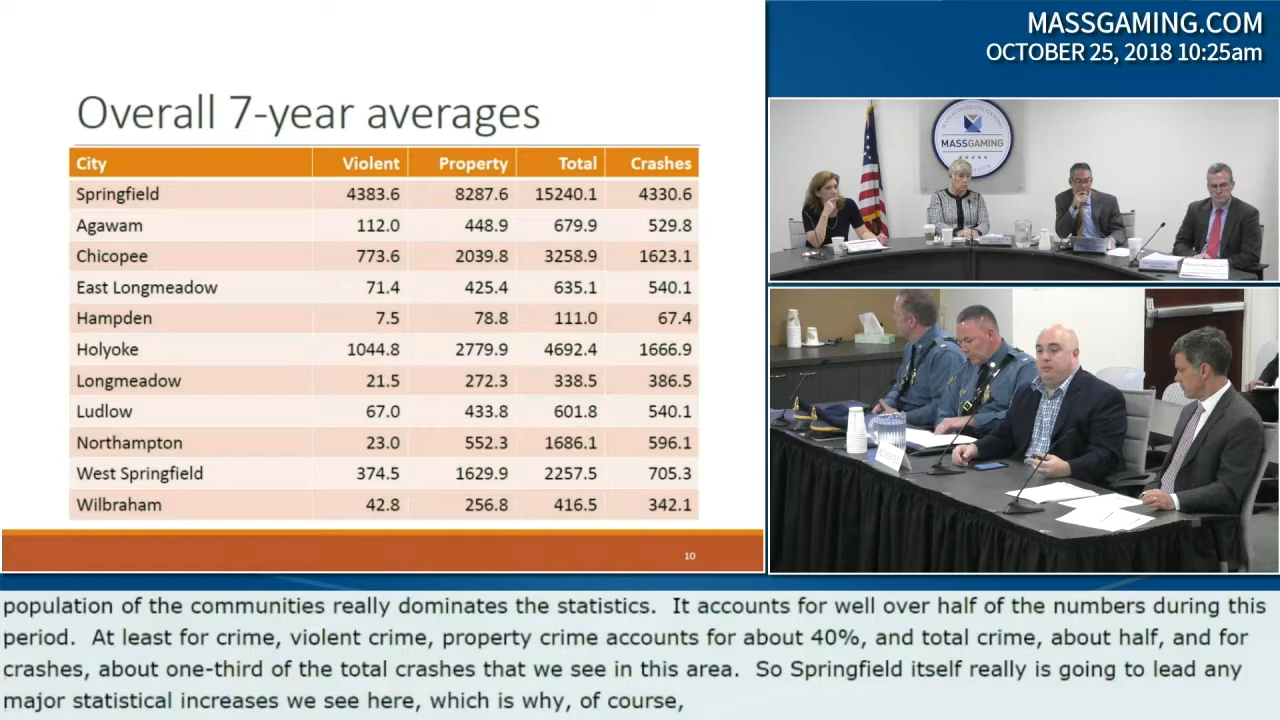 MASSGAMING.COM
OCTOBER 25, 2018 10:25am
Overall 7-year averages
City Violent Property Total Crashes
Springfield 4383.6 8287.6 15240.1 4330.6
Agawam 112.0 448.9 679.9 529.8
Chicopee 773.6 2039.8 3258.9 1623.1
East Longmeadow 71.4 425.4 635.1 540.1
Hampden 7.5 78.8 111.0 67.4
Holyoke 1044.8 2779.9 4692.4 1666.9
Longmeadow 21.5 272.3 338.5 386.5
Ludlow 67.0 433.8 601.8 540.1
Northampton 23.0 552.3 1686.1 596.1
West Springfield 374.5 1629.9 2257.5 705.3
Wilbraham 42.8 256.8 416.5 342.1
10
MASSGAMING
population of the communities really dominates the statistics. It accounts for well over half of the numbers during this
period. At least for crime, violent crime, property crime accounts for about 40%, and total crime, about half, and for
crashes, about one-third of the total crashes that we see in this area. So Springfield itself really is going to lead any
major statistical increases we see here, which is why, of course,